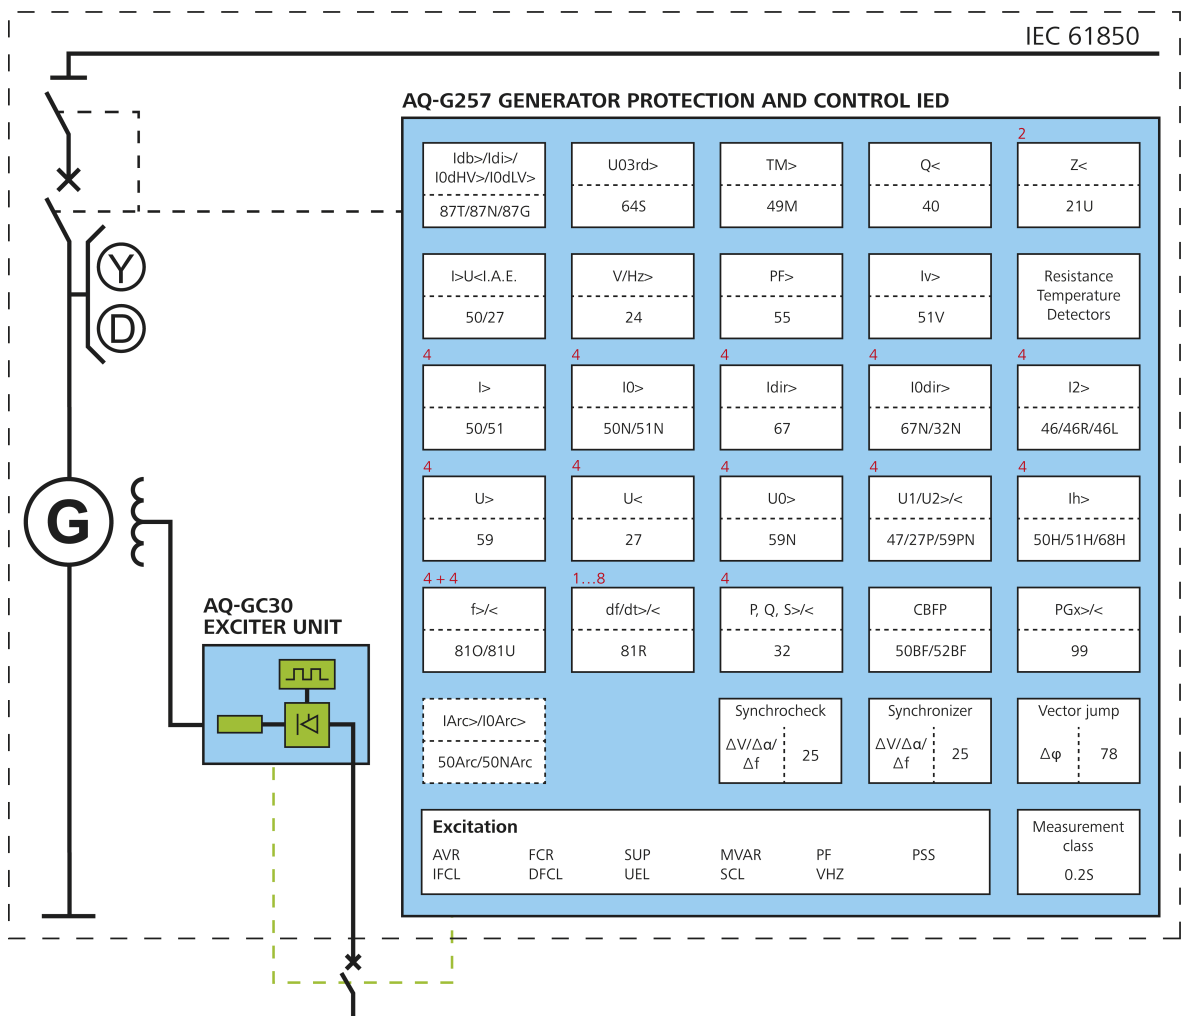 IEC 61850
AQ-G257 GENERATOR PROTECTION AND CONTROL IED
2
Idb>/Idi>/
I0dHV>/I0dLV>
87T/87N/87G
U03rd>
64S
TM>
49M
Q<
40
Z<
21U
I>U<I.A.E.
50/27
V/Hz>
24
PF>
55
Iv>
51V
Resistance
Temperature
Detectors
Y
D
4
I>
50/51
4
I0>
50N/51N
4
Idir>
67
4
I0dir>
67N/32N
4
I2>
46/46R/46L
4
U>
59
4
U<
27
4
U0>
59N
4
U1/U2>/<
47/27P/59PN
4
Ih>
50H/51H/68H
G
4 + 4
f>/<
81O/81U
1...8
df/dt>/<
81R
4
P, Q, S>/<
32
CBFP
50BF/52BF
PGx>/<
99
AQ-GC30
EXCITER UNIT
IArc>/I0Arc>
50Arc/50NArc
Synchrocheck
ΔV/Δα/
Δf
25
Synchronizer
ΔV/Δα/
Δf
25
Vector jump
Δφ
78
Excitation
AVR FCR SUP MVAR PF PSS
IFCL DFCL UEL SCL VHZ
Measurement
class
0.2S